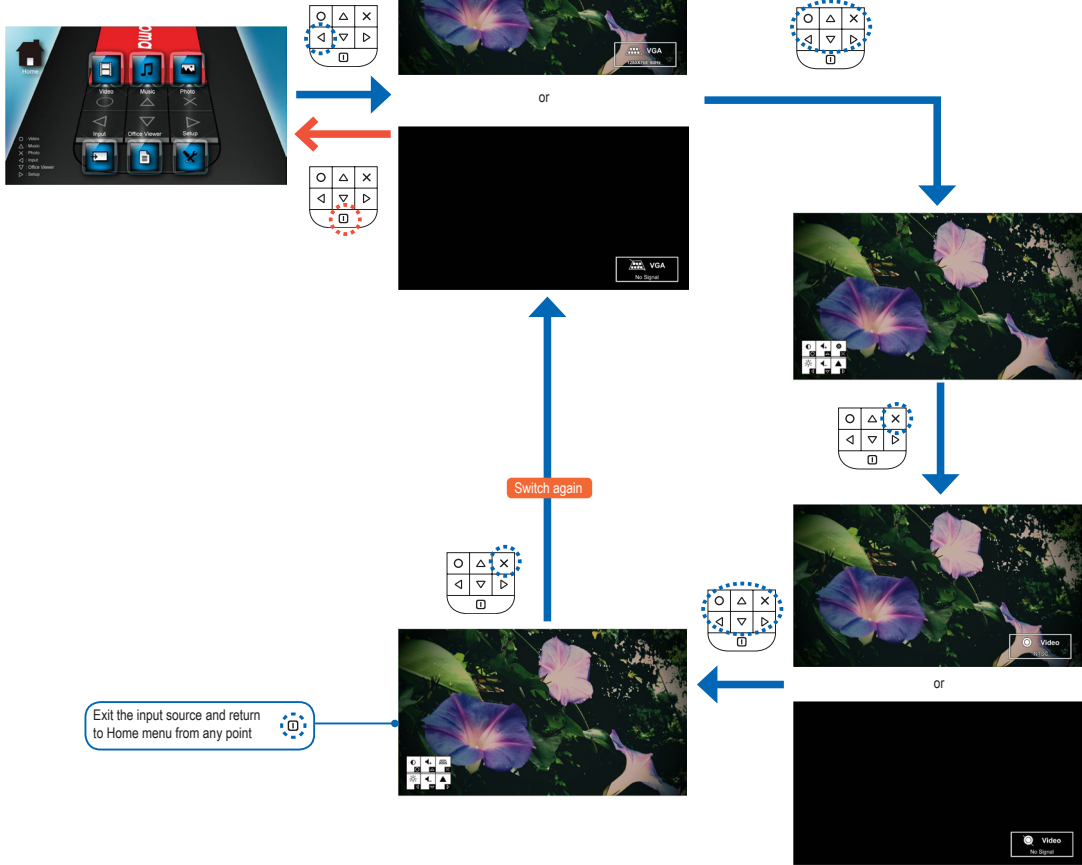 oma
Home
Video
Music
Photo
Input
Office Viewer
Setup
: Video
: Music
: Photo
: Input
: Office Viewer
: Setup
VGA
or
VGA
No Signal
Switch again
Video
NTSC
or
Exit the input source and return
to Home menu from any point
Video
No Signal